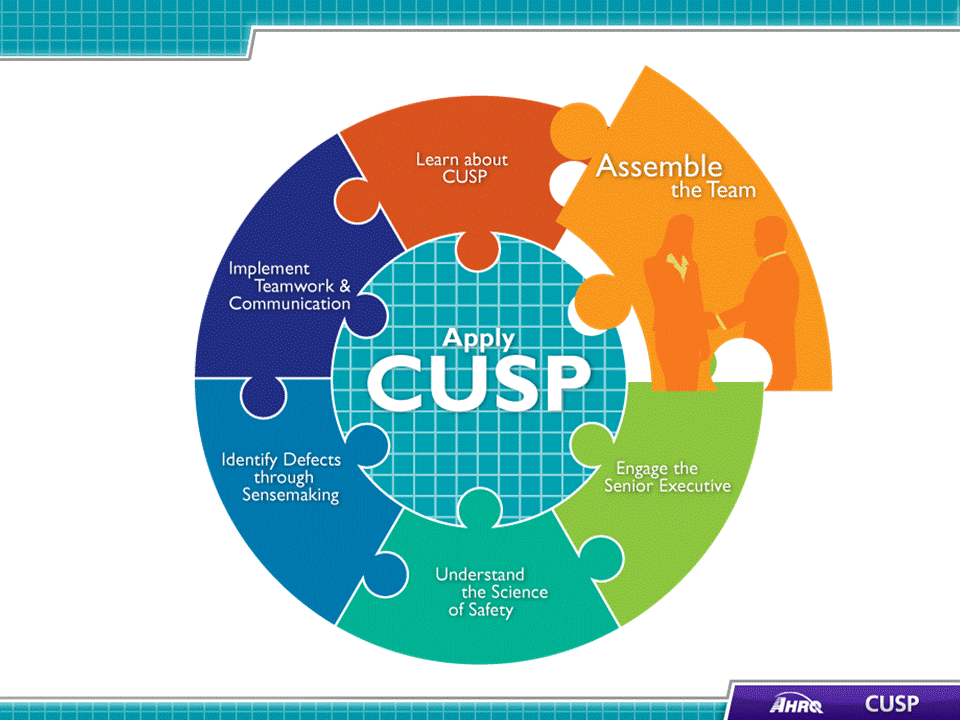 Learn about
CUSP
Assemble
the Team
Implement
Teamwork &
Communication
Apply
CUSP
Identify Defects
through
Sensemaking
Engage the
Senior Executive
Understand
the Science
of Safety
AHRQ
CUSP